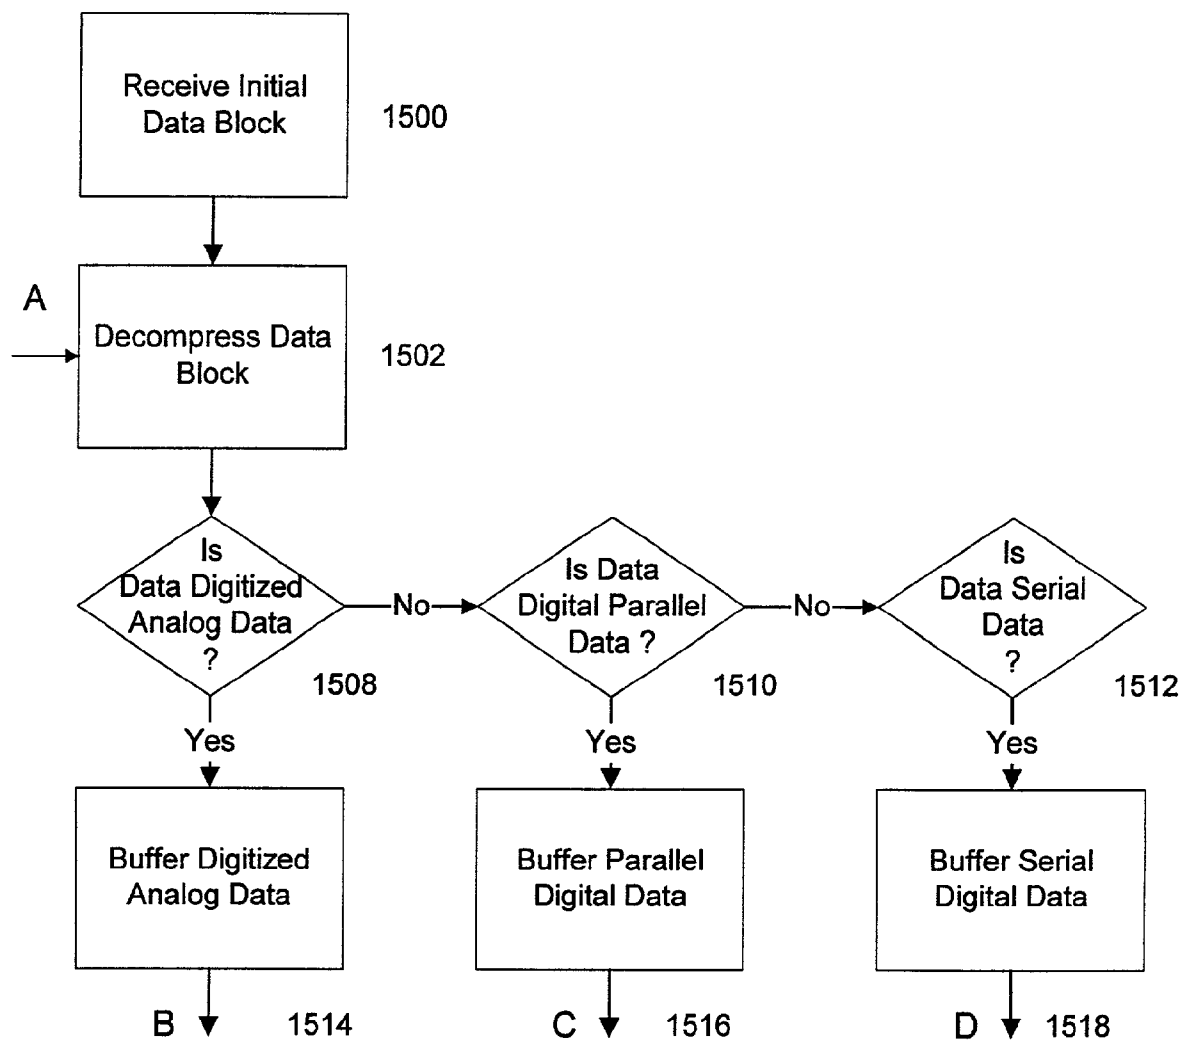 Receive Initial
Data Block
1500
A
Decompress Data
Block
1502
Is
Data Digitized
Analog Data
?
1508
No
Is Data
Digital Parallel
Data ?
1510
No
Is
Data Serial
Data
?
1512
Yes
Yes
Yes
Buffer Digitized
Analog Data
Buffer Parallel
Digital Data
Buffer Serial
Digital Data
B
1514
C
1516
D
1518